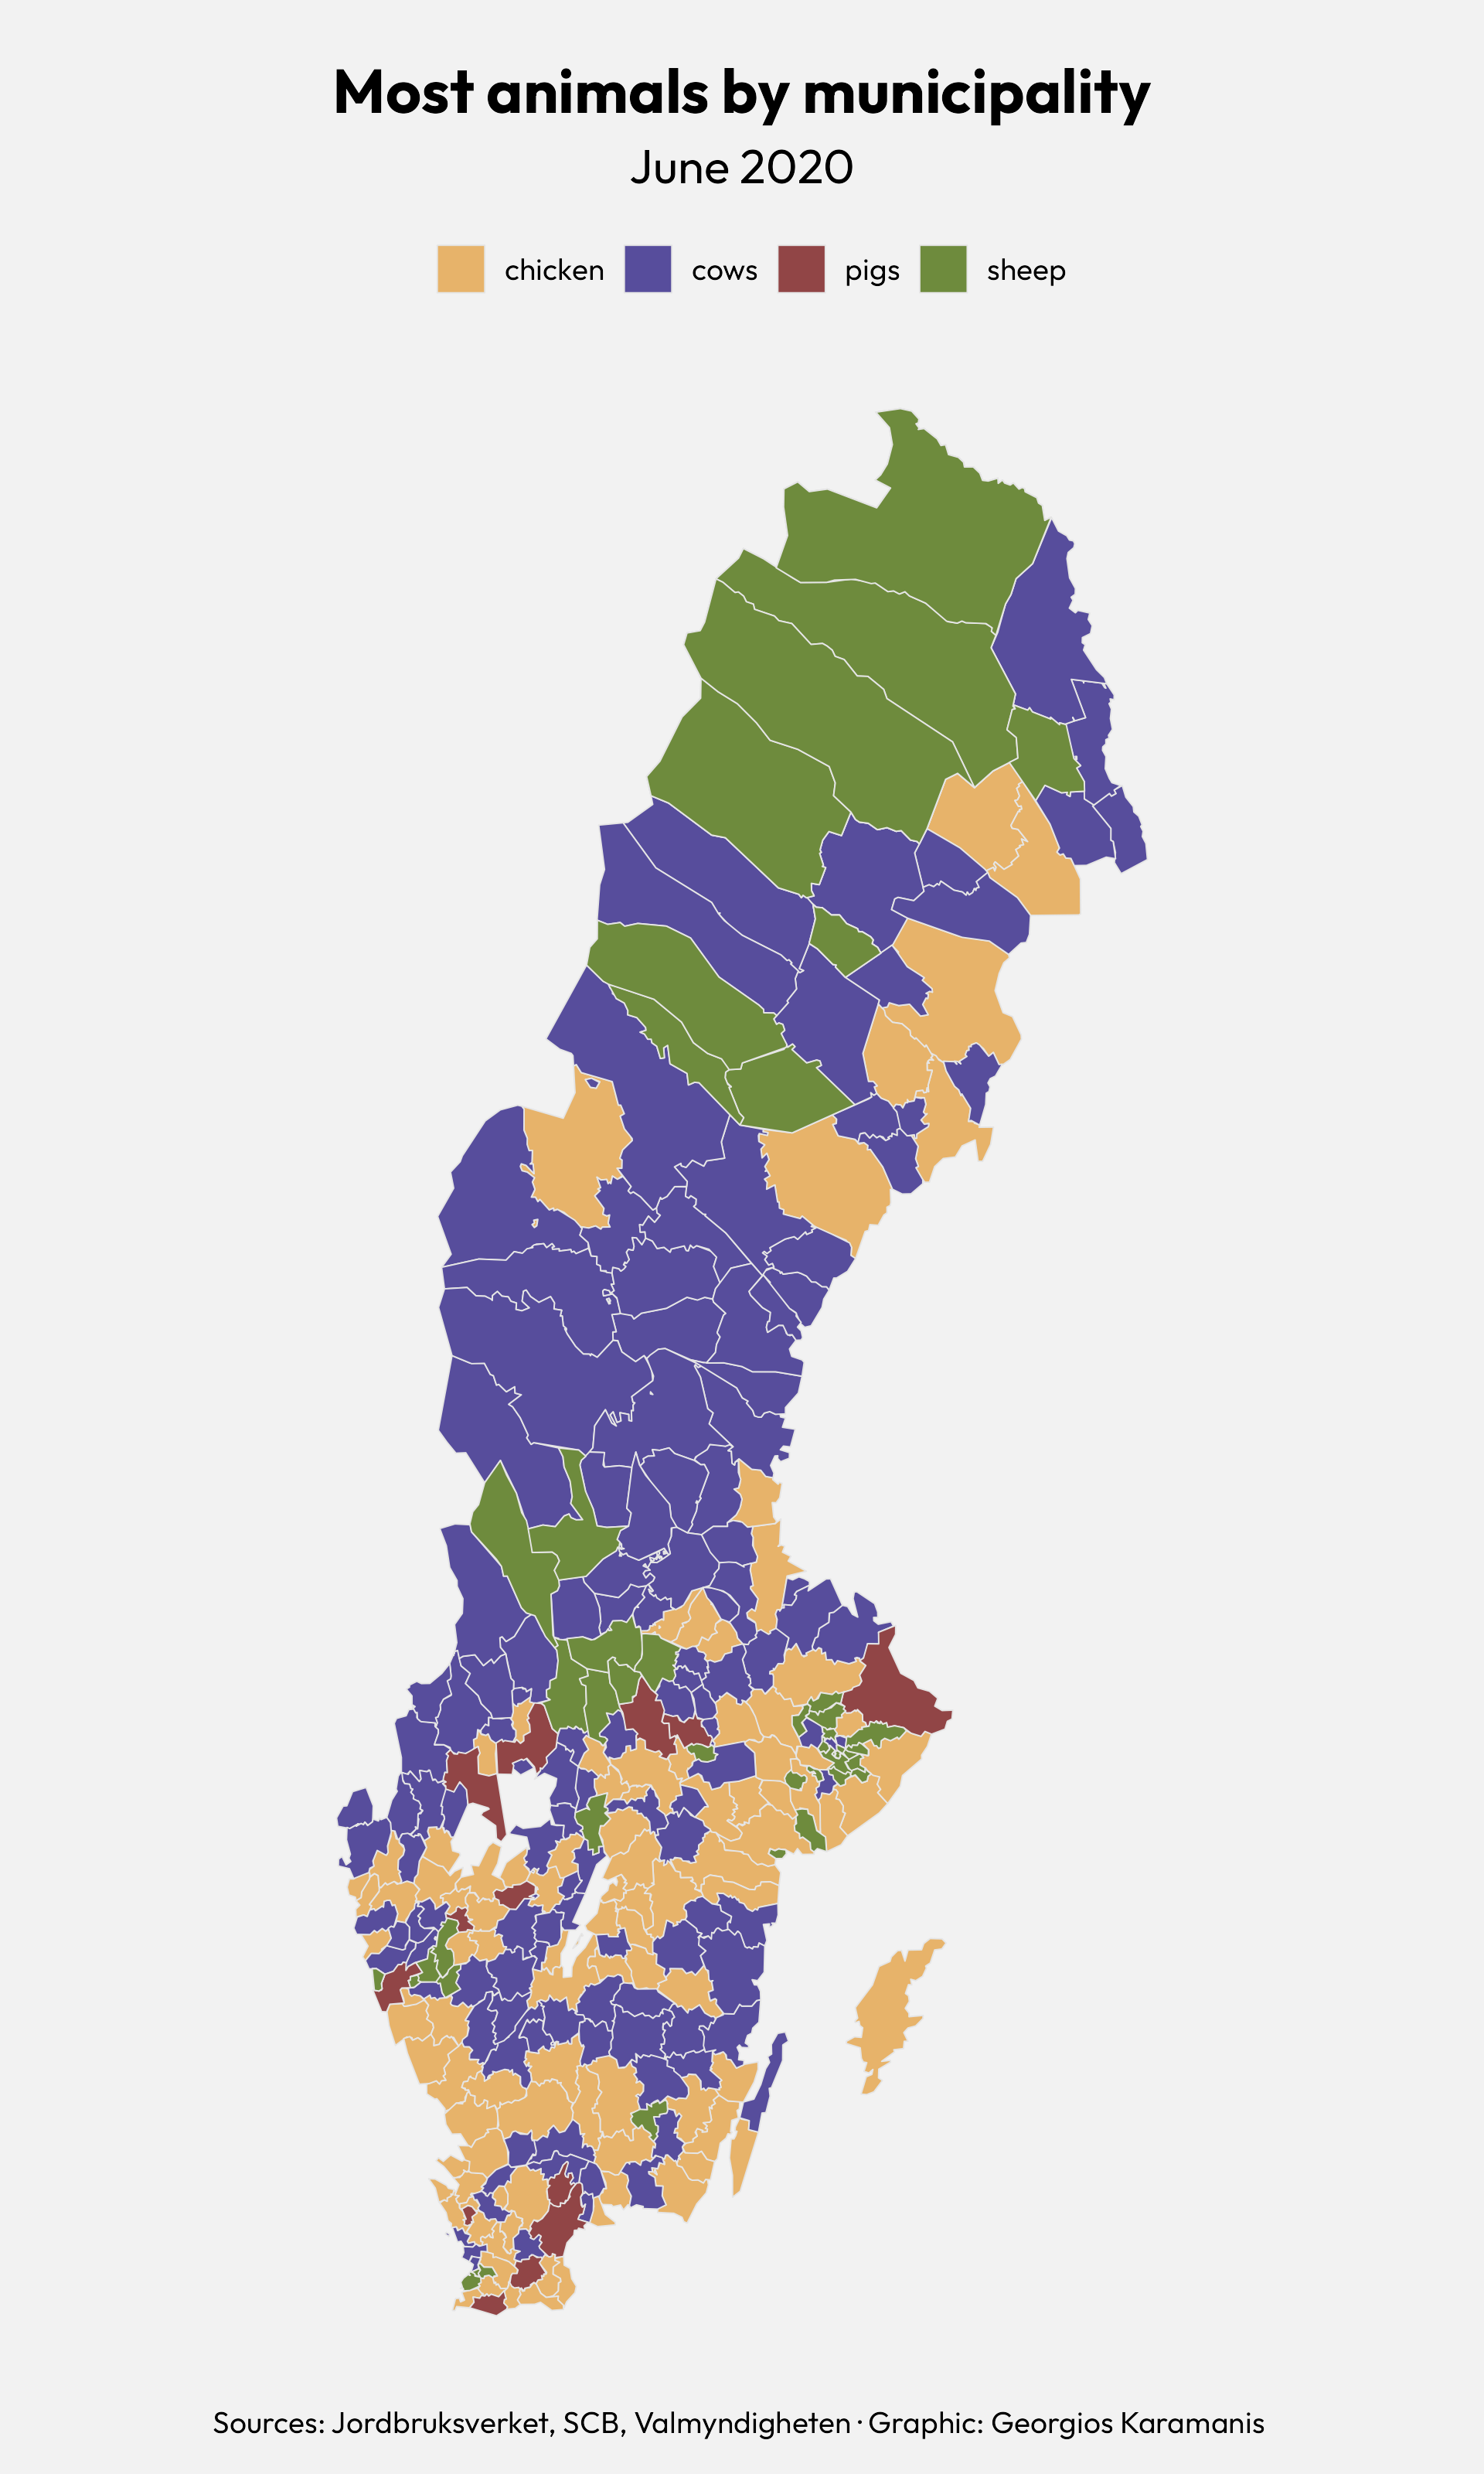 Most animals by municipality
June 2020
chicken cows pigs sheep
Sources: Jordbruksverket, SCB, Valmyndigheten · Graphic: Georgios Karamanis